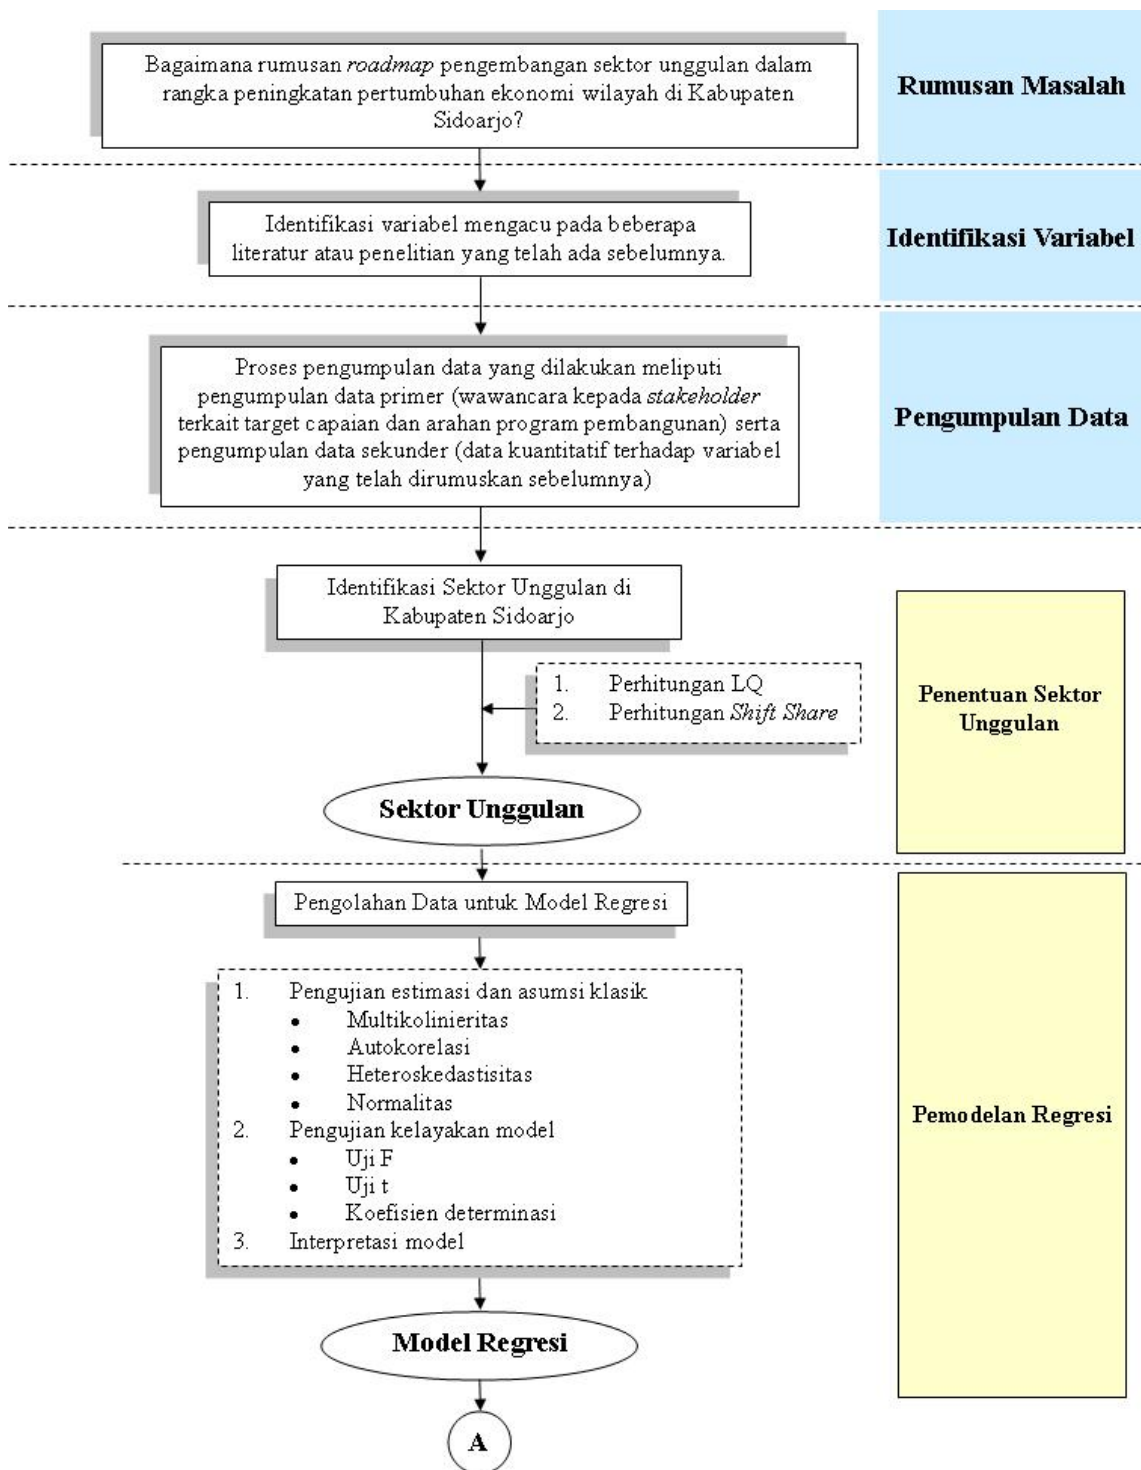 Bagaimana rumusan roadmap pengembangan sektor unggulan dalam
rangka peningkatan pertumbuhan ekonomi wilayah di Kabupaten
Sidoarjo?
Rumusan Masalah
Identifikasi variabel mengacu pada beberapa
literatur atau penelitian yang telah ada sebelumnya.
Identifikasi Variabel
Proses pengumpulan data yang dilakukan meliputi
pengumpulan data primer (wawancara kepada stakeholder
terkait target capaian dan arahan program pembangunan) serta
pengumpulan data sekunder (data kuantitatif terhadap variabel
yang telah dirumuskan sebelumnya)
Pengumpulan Data
Identifikasi Sektor Unggulan di
Kabupaten Sidoarjo
1. Perhitungan LQ
2. Perhitungan Shift Share
Penentuan Sektor
Unggulan
Sektor Unggulan
Pengolahan Data untuk Model Regresi
1. Pengujian estimasi dan asumsi klasik
• Multikolinieritas
• Autokorelasi
• Heteroskedastisitas
• Normalitas
2. Pengujian kelayakan model
• Uji F
• Uji t
• Koefisien determinasi
3. Interpretasi model
Pemodelan Regresi
Model Regresi
A